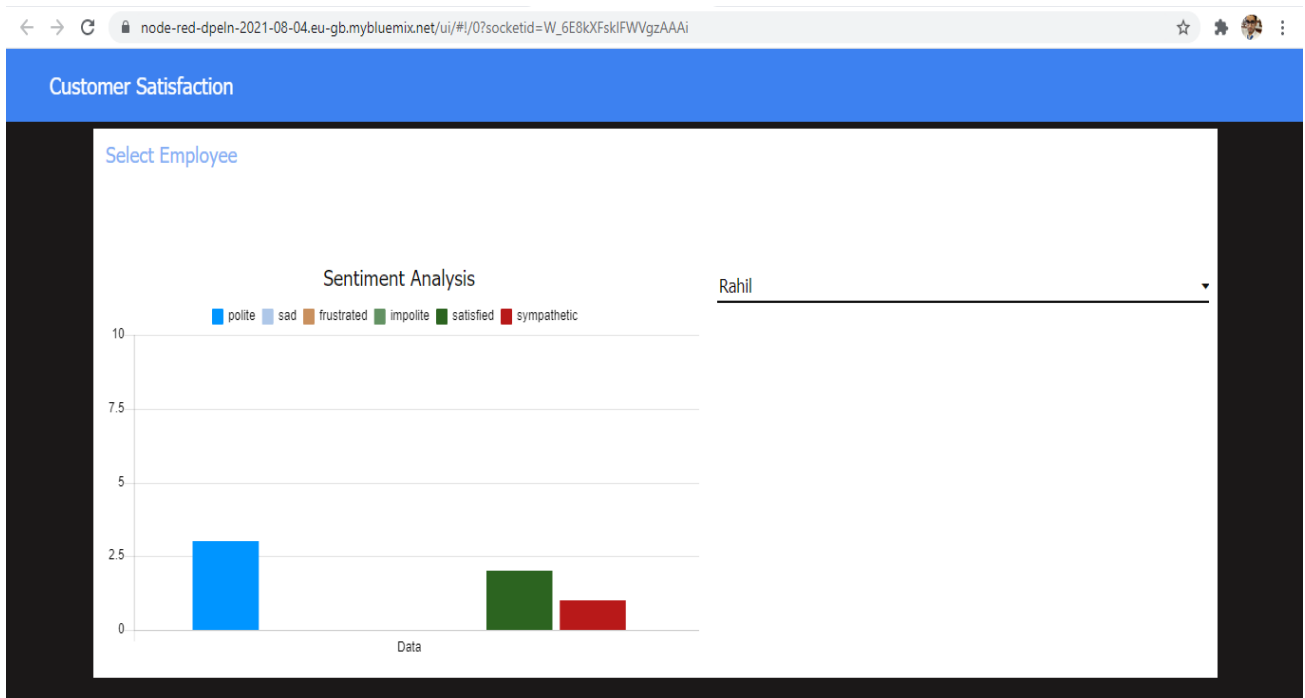 node-red-dpeln-2021-08-04.eu-gb.mybluemix.net/ui/#!/0?socketid=W_6E8kXFsklFWVgzAAAi
Customer Satisfaction
Select Employee
Sentiment Analysis
Rahil
polite sad frustrated impolite satisfied sympathetic
10
7.5
5
2.5
0
Data